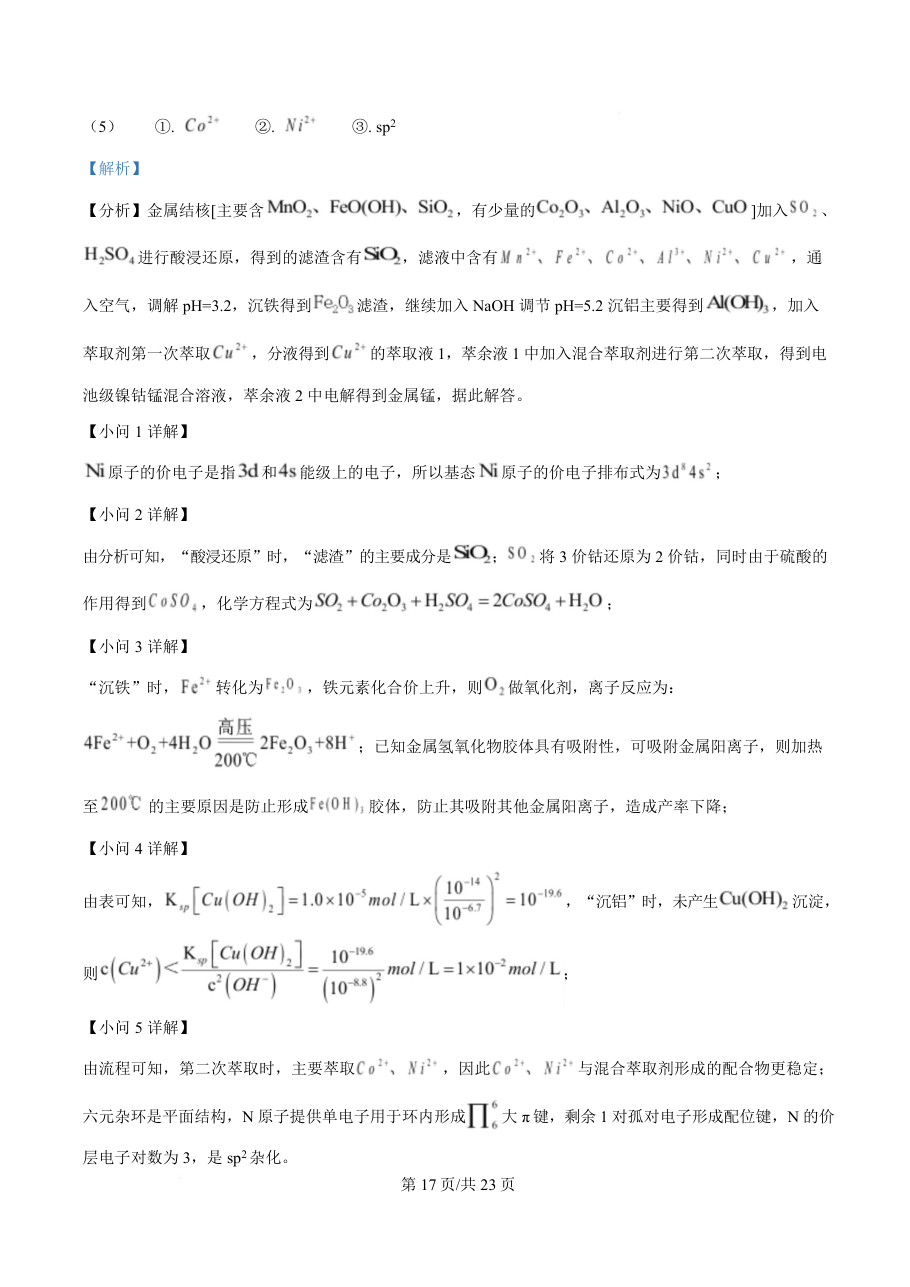 （5） ①. Co²⁺ ②. Ni²⁺ ③. sp²
【解析】
【分析】金属结核[主要含 MnO₂、FeO(OH)、SiO₂，有少量的Co₂O₃、Al₂O₃、NiO、CuO ]加入SO₂、
H₂SO₄进行酸浸还原，得到的滤渣含有SiO₂，滤液中含有Mn²⁺、Fe²⁺、Co²⁺、Al³⁺、Ni²⁺、Cu²⁺，通
入空气，调解 pH=3.2，沉铁得到Fe₂O₃滤渣，继续加入 NaOH 调节 pH=5.2 沉铝主要得到 Al(OH)₃，加入
萃取剂第一次萃取Cu²⁺，分液得到Cu²⁺的萃取液 1，萃余液 1 中加入混合萃取剂进行第二次萃取，得到电
池级镍钴锰混合溶液，萃余液 2 中电解得到金属锰，据此解答。
【小问 1 详解】
Ni原子的价电子是指3d和4s能级上的电子，所以基态Ni原子的价电子排布式为3d⁸4s²；
【小问 2 详解】
由分析可知，“酸浸还原”时，“滤渣”的主要成分是SiO₂；SO₂将 3 价钴还原为 2 价钴，同时由于硫酸的
作用得到CoSO₄，化学方程式为SO₂+Co₂O₃+H₂SO₄=2CoSO₄+H₂O；
【小问 3 详解】
“沉铁”时，Fe²⁺转化为Fe₂O₃，铁元素化合价上升，则O₂做氧化剂，离子反应为：
4Fe²⁺+O₂+4H₂O \xlongequal[200℃]{高压} 2Fe₂O₃+8H⁺；已知金属氢氧化物胶体具有吸附性，可吸附金属阳离子，则加热
至200℃ 的主要原因是防止形成Fe(OH)₃胶体，防止其吸附其他金属阳离子，造成产率下降；
【小问 4 详解】
由表可知，K_{sp}[Cu(OH)₂]=1.0×10⁻⁵mol/L×(\frac{10^{-14}}{10^{-6.7}})²=10^{-19.6}，“沉铝”时，未产生Cu(OH)₂沉淀，
则c(Cu²⁺)＜\frac{K_{sp}[Cu(OH)_2]}{c^2(OH^-)}=\frac{10^{-19.6}}{(10^{-8.8})^2}mol/L=1×10⁻²mol/L；
【小问 5 详解】
由流程可知，第二次萃取时，主要萃取Co²⁺、Ni²⁺，因此Co²⁺、Ni²⁺与混合萃取剂形成的配合物更稳定；
六元杂环是平面结构，N 原子提供单电子用于环内形成∏_6^6大 π 键，剩余 1 对孤对电子形成配位键，N 的价
层电子对数为 3，是 sp²杂化。
第 17 页/共 23 页